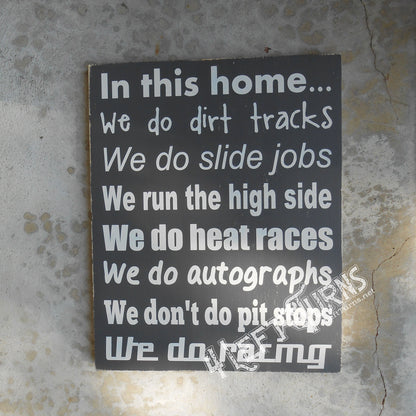 In this home...
We do dirt tracks
We do slide jobs
We run the high side
We do heat races
We do autographs
We don't do pit stops
We do racing
4LEFTTURNS